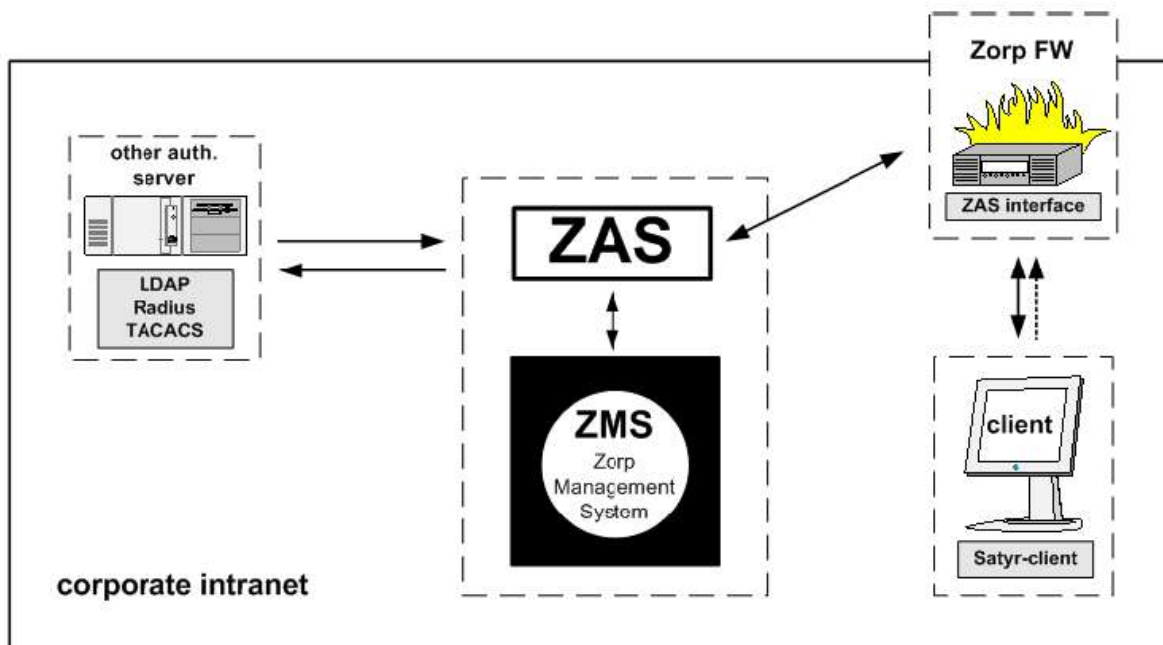 Zorp FW
ZAS interface
other auth.
server
LDAP
Radius
TACACS
ZAS
ZMS
Zorp
Management
System
client
Satyr-client
corporate intranet